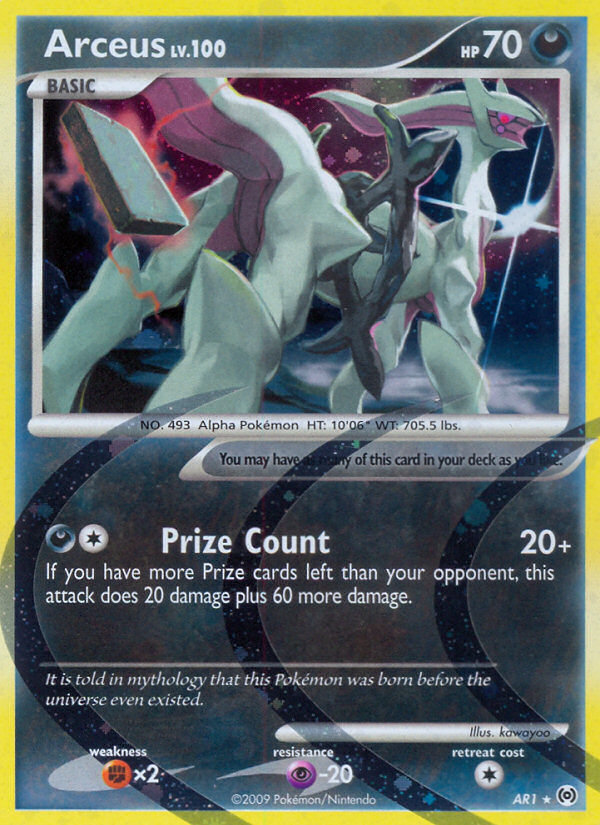 Arceus LV.100
HP 70
BASIC
NO. 493 Alpha Pokémon HT: 10'06" WT: 705.5 lbs.
You may have as many of this card in your deck as you like.
Prize Count 20+
If you have more Prize cards left than your opponent, this
attack does 20 damage plus 60 more damage.
It is told in mythology that this Pokémon was born before the
universe even existed.
Illus. kawayoo
weakness resistance retreat cost
×2 -20
©2009 Pokémon/Nintendo
AR1